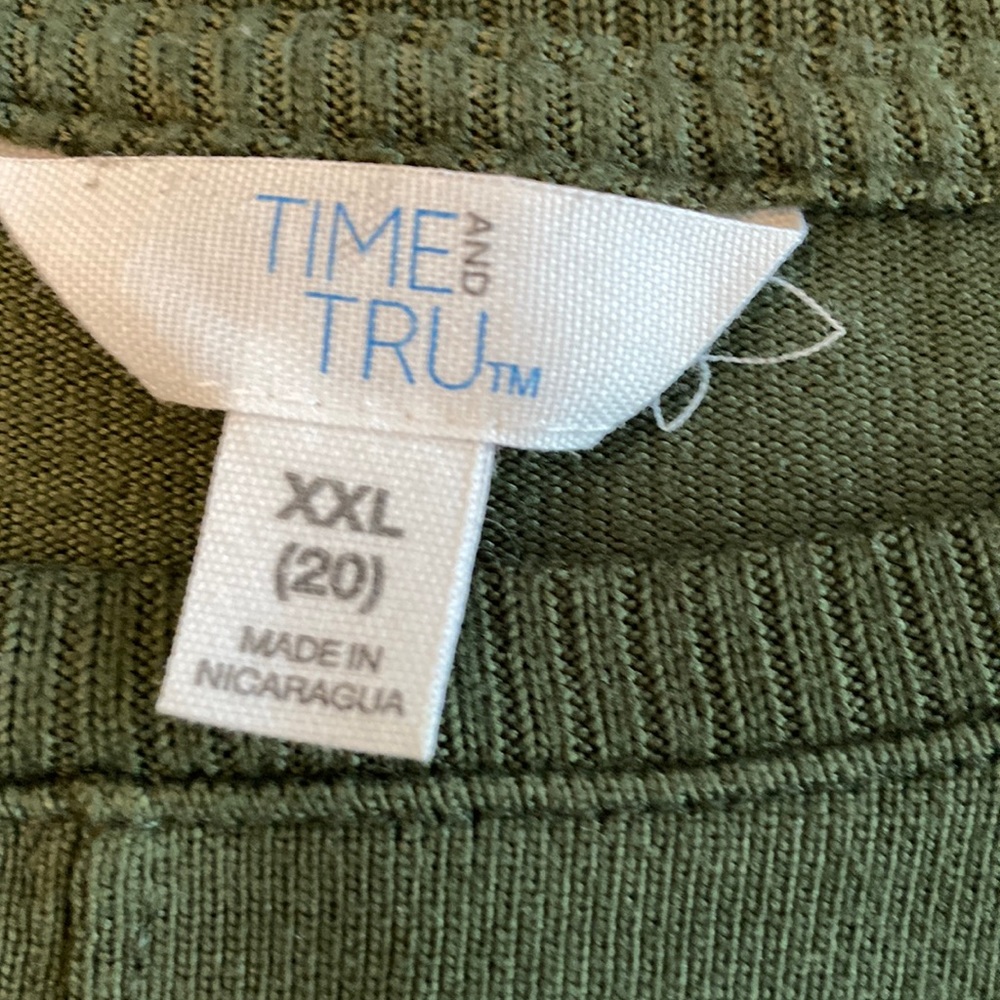 TIME AND
TRU™
XXL
(20)
MADE IN
NICARAGUA